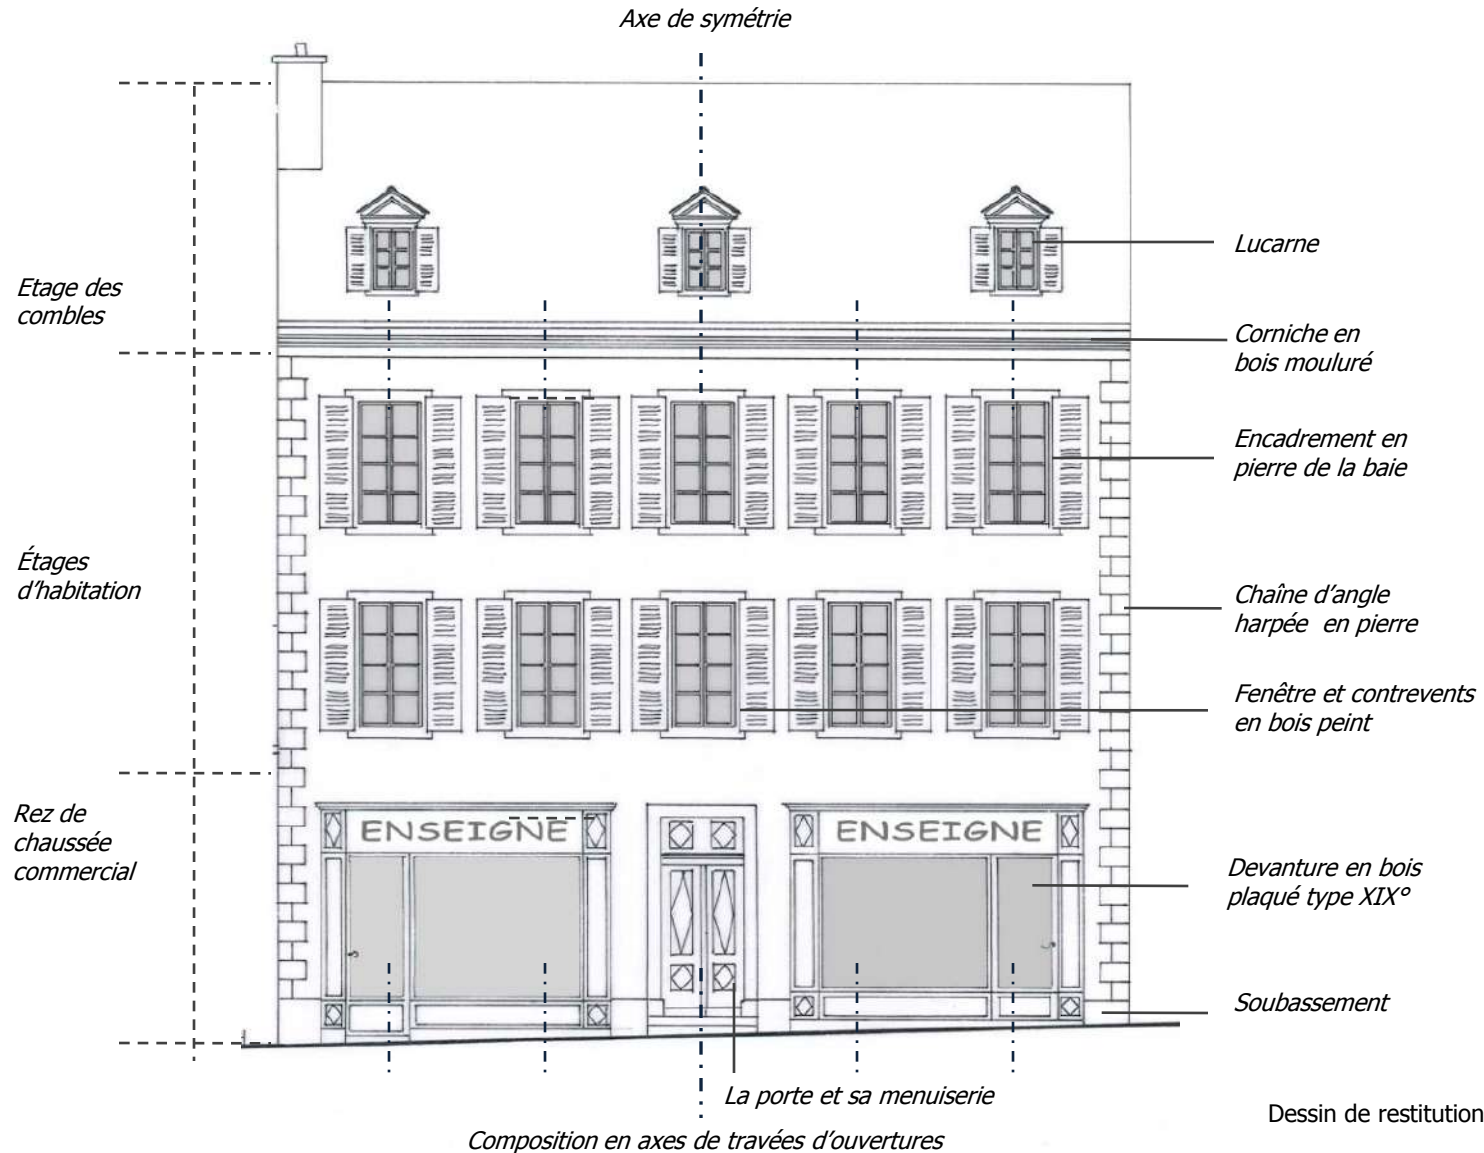 Axe de symétrie
Etage des
combles
Étages
d'habitation
Rez de
chaussée
commercial
Lucarne
Corniche en
bois mouluré
Encadrement en
pierre de la baie
Chaîne d'angle
harpée en pierre
Fenêtre et contrevents
en bois peint
Devanture en bois
plaqué type XIX°
Soubassement
ENSEIGNE
ENSEIGNE
La porte et sa menuiserie
Dessin de restitution
Composition en axes de travées d'ouvertures